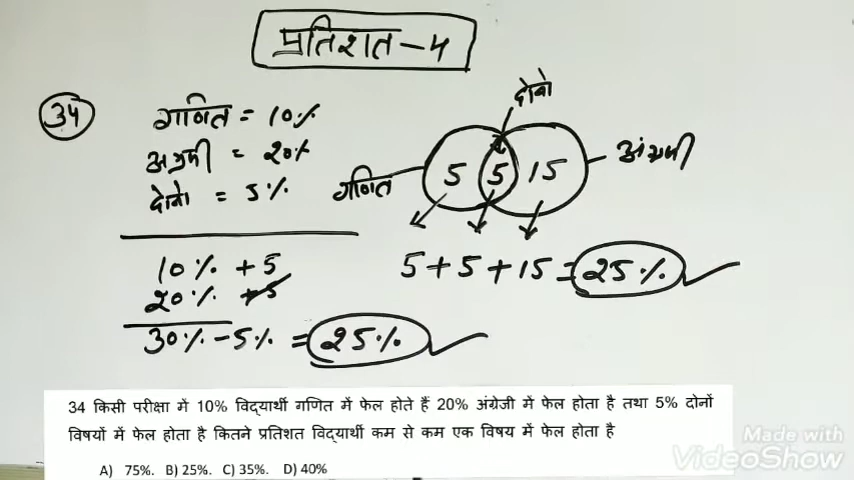 प्रतिशत-4
34
गणित = 10%
अंग्रजी = 20%
दोनो = 5%
10% + 5
20% + 5
30% - 5% = 25%
दोनो
गणित
5 5 15
अंग्रजी
5 + 5 + 15 = 25%
34 किसी परीक्षा में 10% विद्यार्थी गणित में फेल होते हैं 20% अंग्रेजी में फेल होता है तथा 5% दोनों
विषयों में फेल होता है कितने प्रतिशत विद्यार्थी कम से कम एक विषय में फेल होता है
A) 75%. B) 25%. C) 35%. D) 40%
Made with
VideoShow